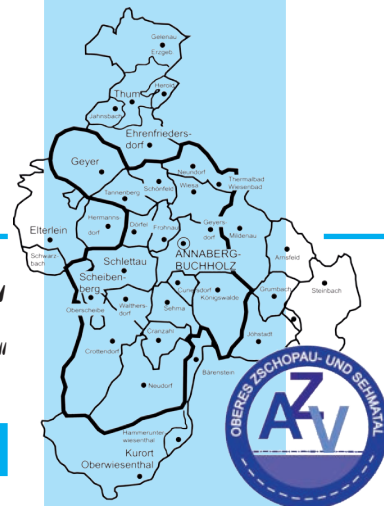 Gelenau
Erzgeb.
Thum
Herold
Jahnsbach
Ehrenfrieders-
dorf
Geyer
Neundorf
Thermalbad
Wiesenbad
Tannenberg
Schönfeld
Wiesa
Elterlein
Hermanns-
dorf
Dörfel
Frohnau
Geyers-
dorf
Mildenau
Schwarz-
bach
ANNABERG-
BUCHHOLZ
Arnsfeld
Schlettau
Scheiben-
berg
Cunersdorf
Königswalde
Grumbach
Steinbach
Oberscheibe
Walthers-
dorf
Sehma
Cranzahl
Jöhstadt
Crottendorf
Bärenstein
Neudorf
Hammerunter-
wiesenthal
Kurort
Oberwiesenthal
OBERES ZSCHOPAU- UND SEHMATAL
AZV